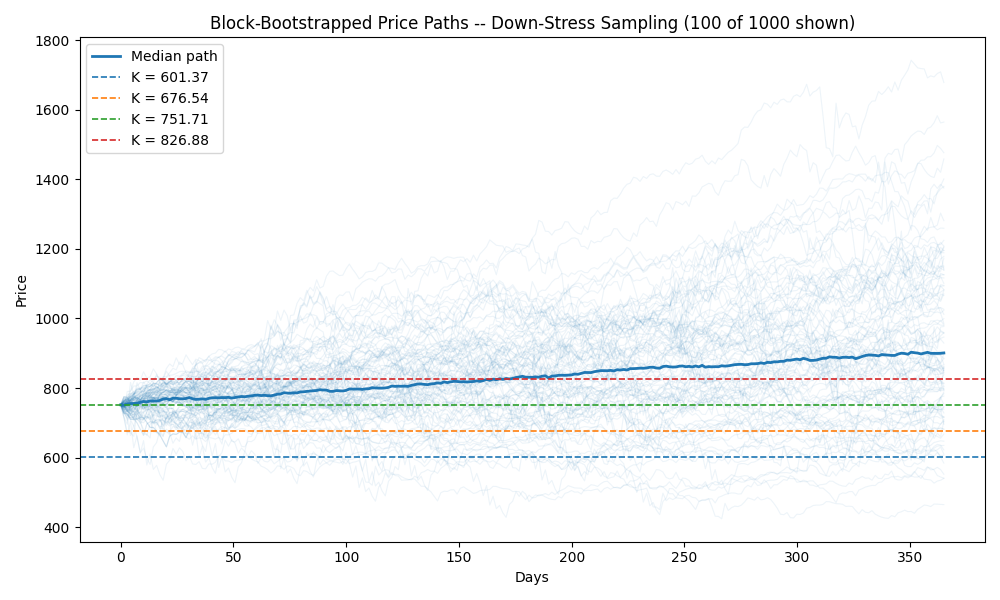 Block-Bootstrapped Price Paths -- Down-Stress Sampling (100 of 1000 shown)
Median path
K = 601.37
K = 676.54
K = 751.71
K = 826.88
Price
1800
1600
1400
1200
1000
800
600
400
0 50 100 150 200 250 300 350
Days